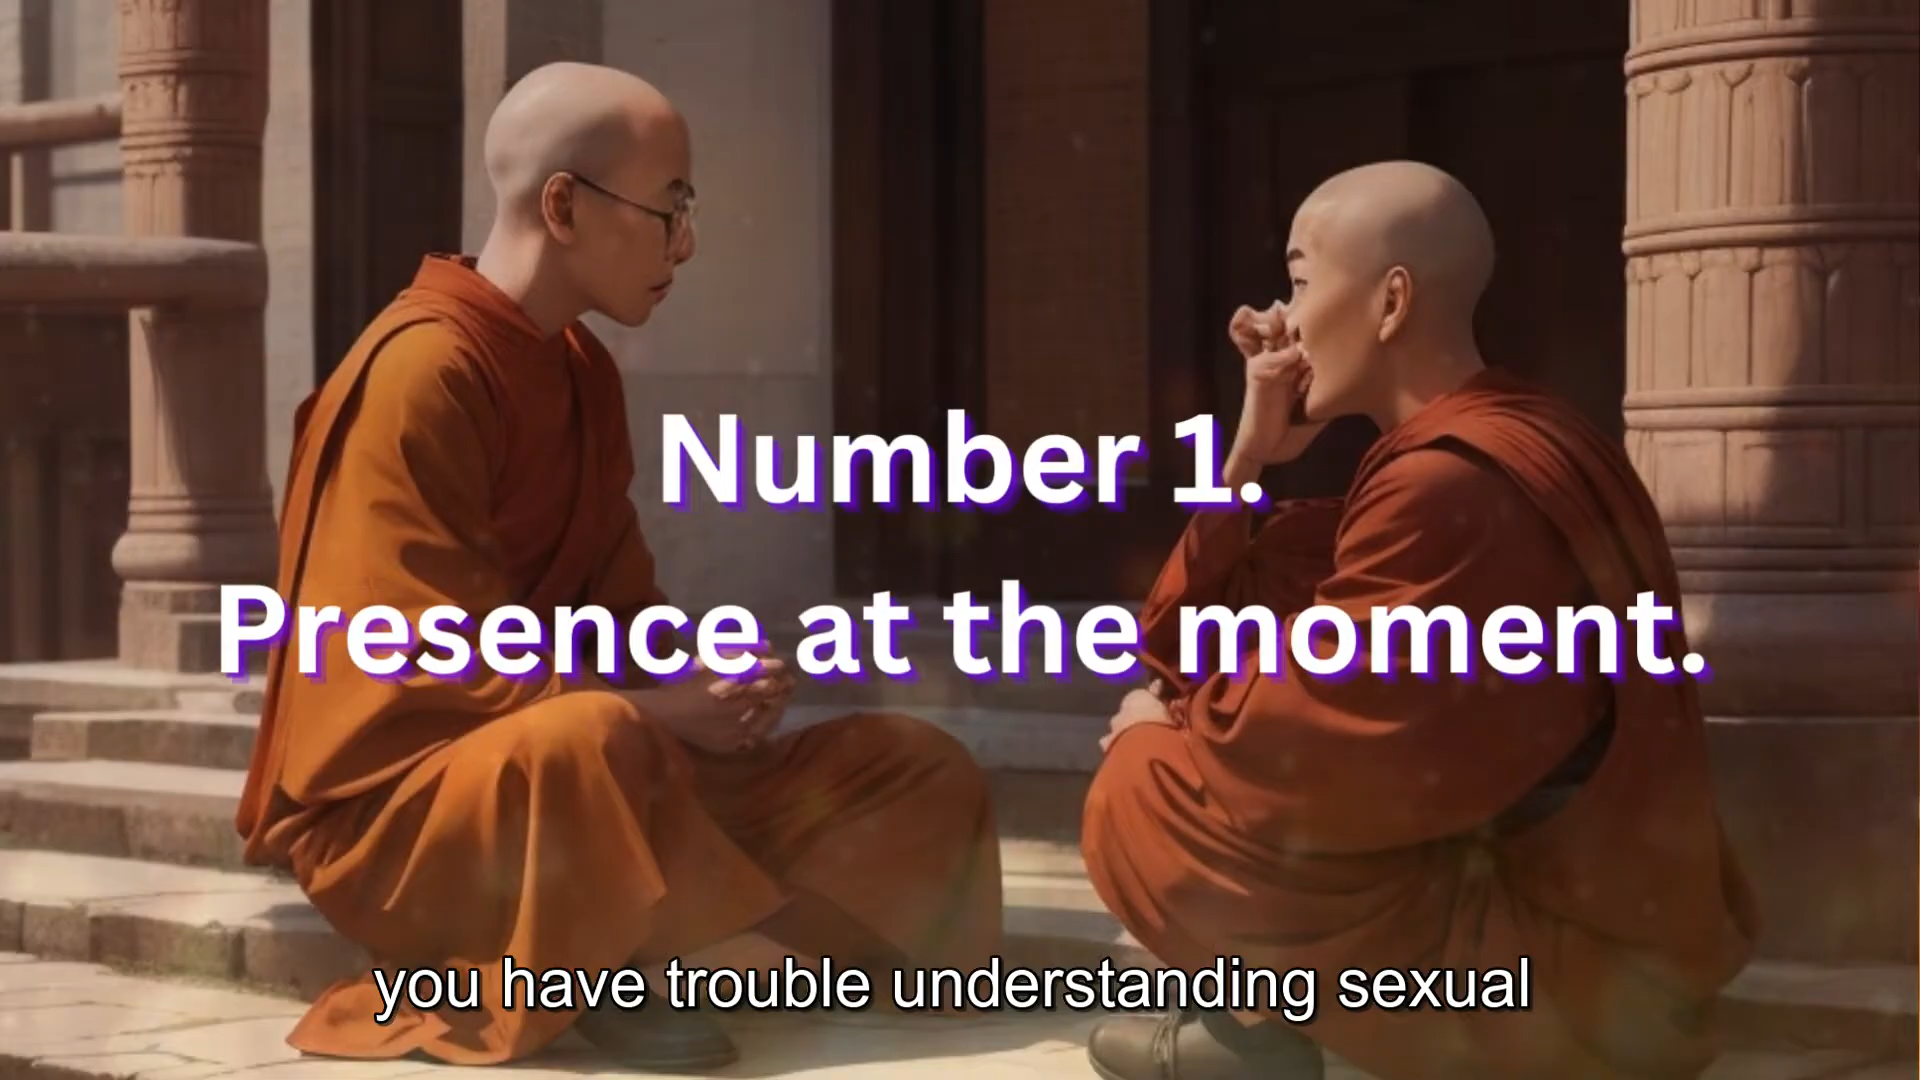 Number 1.
Presence at the moment.
you have trouble understanding sexual